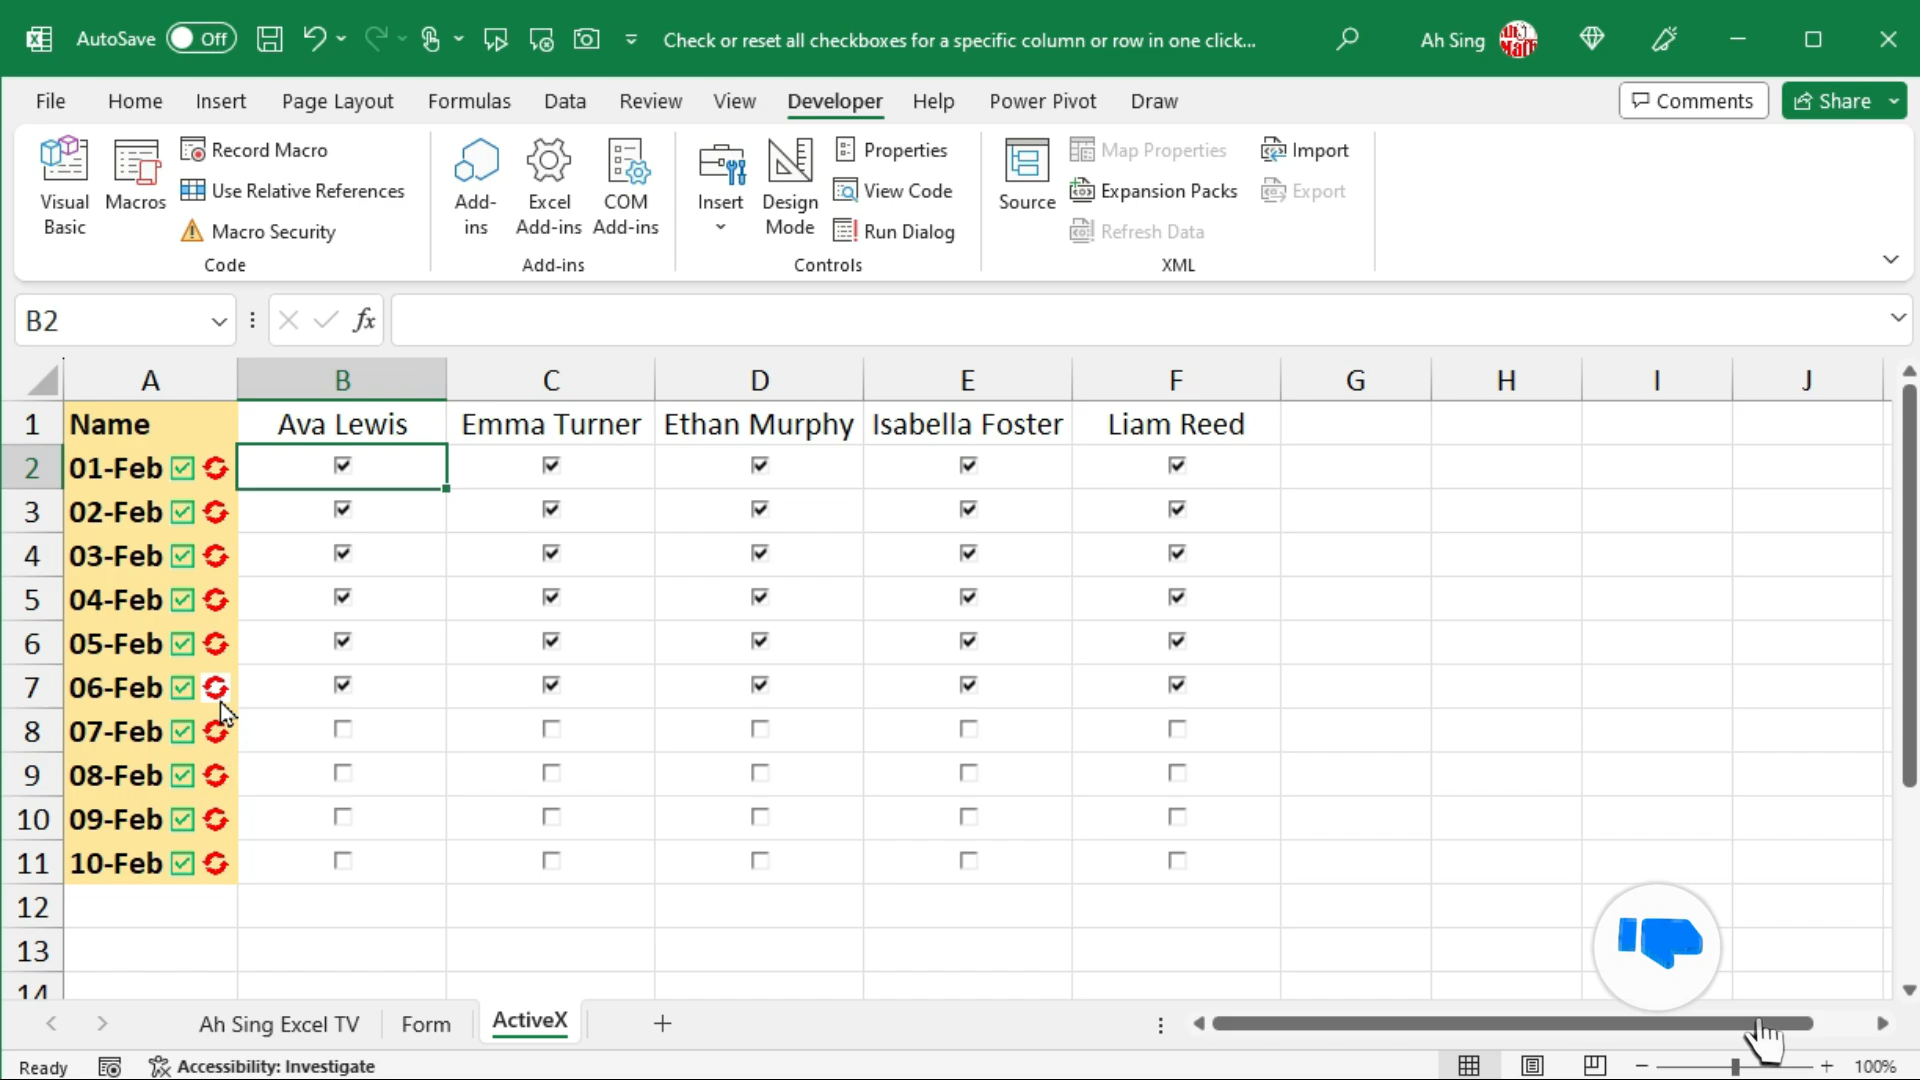 AutoSave Off Check or reset all checkboxes for a specific column or row in one click... Ah Sing
File Home Insert Page Layout Formulas Data Review View Developer Help Power Pivot Draw Comments Share
Visual Basic
Macros
Record Macro
Use Relative References
Macro Security
Code
Add-ins
Excel Add-ins
COM Add-ins
Add-ins
Insert
Design Mode
Properties
View Code
Run Dialog
Controls
Source
Map Properties
Expansion Packs
Refresh Data
Import
Export
XML
B2 fx
A B C D E F G H I J
1 Name Ava Lewis Emma Turner Ethan Murphy Isabella Foster Liam Reed
2 01-Feb
3 02-Feb
4 03-Feb
5 04-Feb
6 05-Feb
7 06-Feb
8 07-Feb
9 08-Feb
10 09-Feb
11 10-Feb
12
13
14
Ah Sing Excel TV Form ActiveX
Ready Accessibility: Investigate 100%